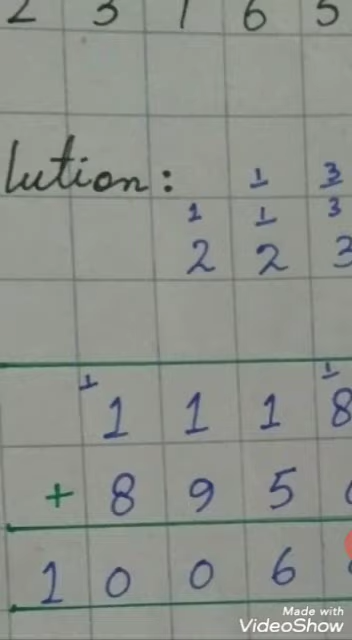 2 3 1 6 5
lution:
1 3
1 1 3
2 2 3
1 1
1 1 1 8
+ 8 9 5
1 0 0 6
Made with
VideoShow